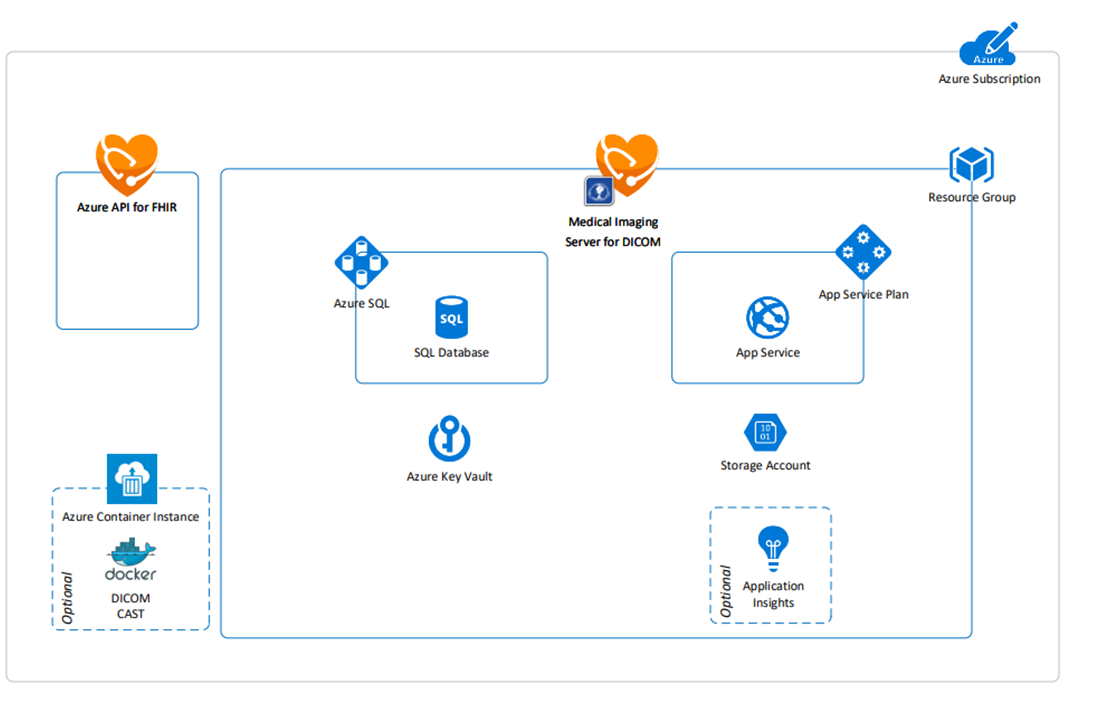 Azure
Azure Subscription
Azure API for FHIR
Medical Imaging
Server for DICOM
Resource Group
Azure SQL
SQL
SQL Database
App Service Plan
App Service
Azure Key Vault
10
01
Storage Account
Azure Container Instance
docker
DICOM
CAST
Optional
Application
Insights
Optional